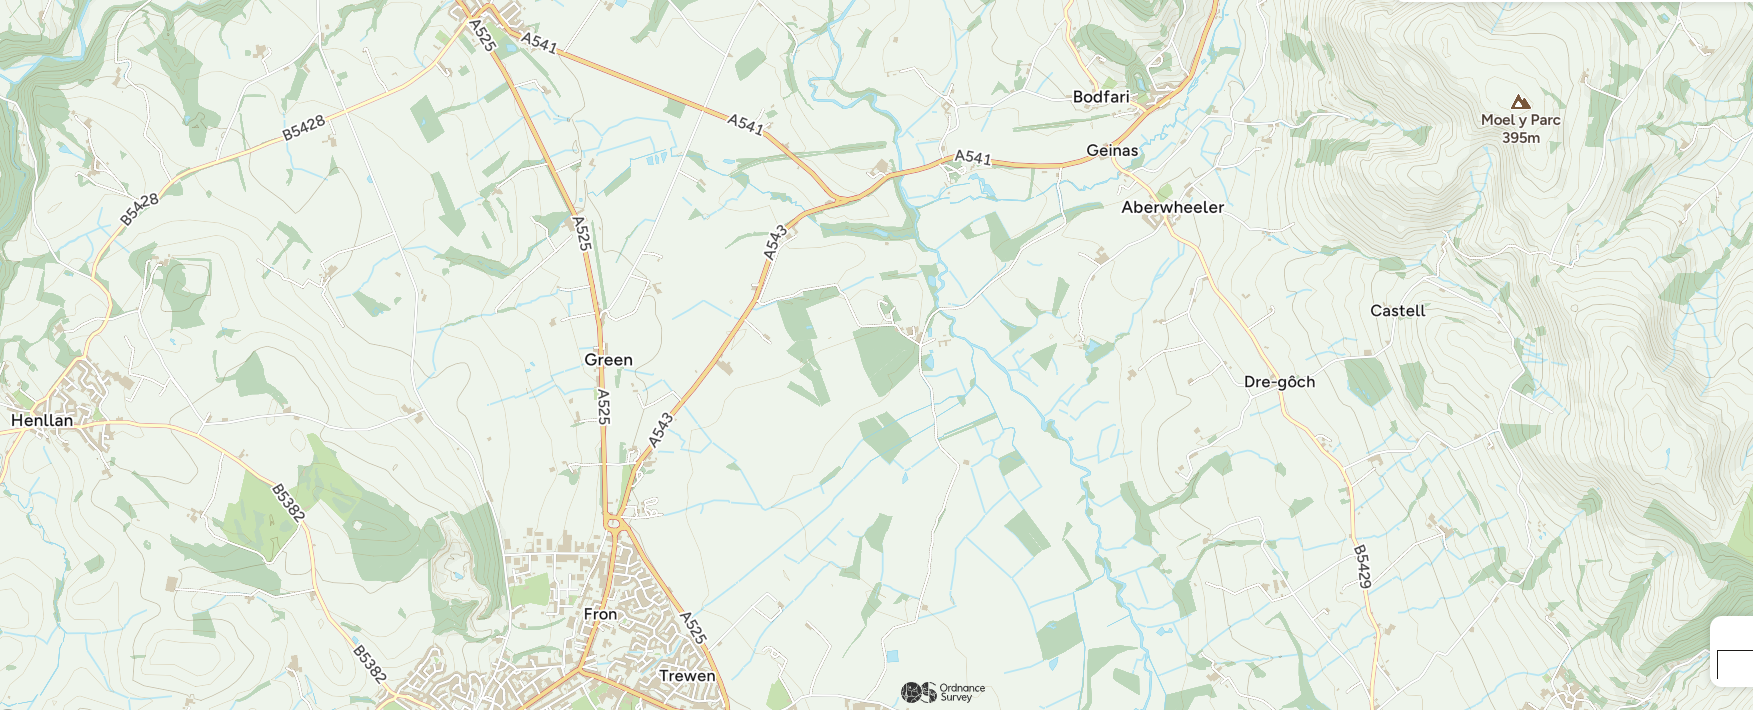 A525
A541
Bodfari
Moel y Parc
395m
B5428
A541
Geinas
A541
B5428
Aberwheeler
A525
A543
Castell
Green
Dre-gôch
A525
Henllan
A543
B5382
B5429
Fron
A525
B5382
Trewen
OS
Ordnance
Survey